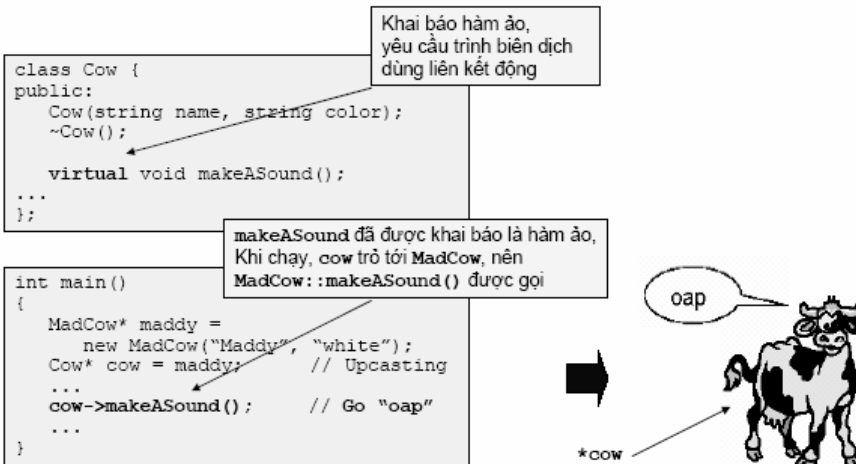 Khai báo hàm ảo,
yêu cầu trình biên dịch
dùng liên kết động
class Cow {
public:
Cow(string name, string color);
~Cow();
virtual void makeASound();
...
};
makeASound đã được khai báo là hàm ảo,
Khi chạy, cow trỏ tới MadCow, nên
MadCow::makeASound() được gọi
int main()
{
MadCow* maddy =
new MadCow(“Maddy”, “white”);
Cow* cow = maddy; // Upcasting
...
cow->makeASound(); // Go “oap”
...
}
oap
*cow